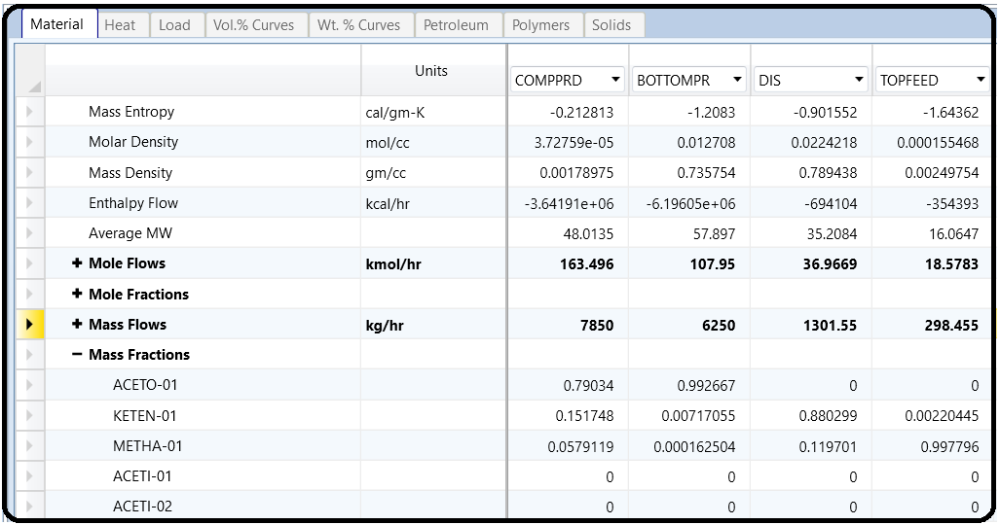 Material Heat Load Vol.% Curves Wt. % Curves Petroleum Polymers Solids
Units COMPPRD BOTTOMPR DIS TOPFEED
Mass Entropy cal/gm-K -0.212813 -1.2083 -0.901552 -1.64362
Molar Density mol/cc 3.72759e-05 0.012708 0.0224218 0.000155468
Mass Density gm/cc 0.00178975 0.735754 0.789438 0.00249754
Enthalpy Flow kcal/hr -3.64191e+06 -6.19605e+06 -694104 -354393
Average MW 48.0135 57.897 35.2084 16.0647
+ Mole Flows kmol/hr 163.496 107.95 36.9669 18.5783
+ Mole Fractions
+ Mass Flows kg/hr 7850 6250 1301.55 298.455
− Mass Fractions
ACETO-01 0.79034 0.992667 0 0
KETEN-01 0.151748 0.00717055 0.880299 0.00220445
METHA-01 0.0579119 0.000162504 0.119701 0.997796
ACETI-01 0 0 0 0
ACETI-02 0 0 0 0